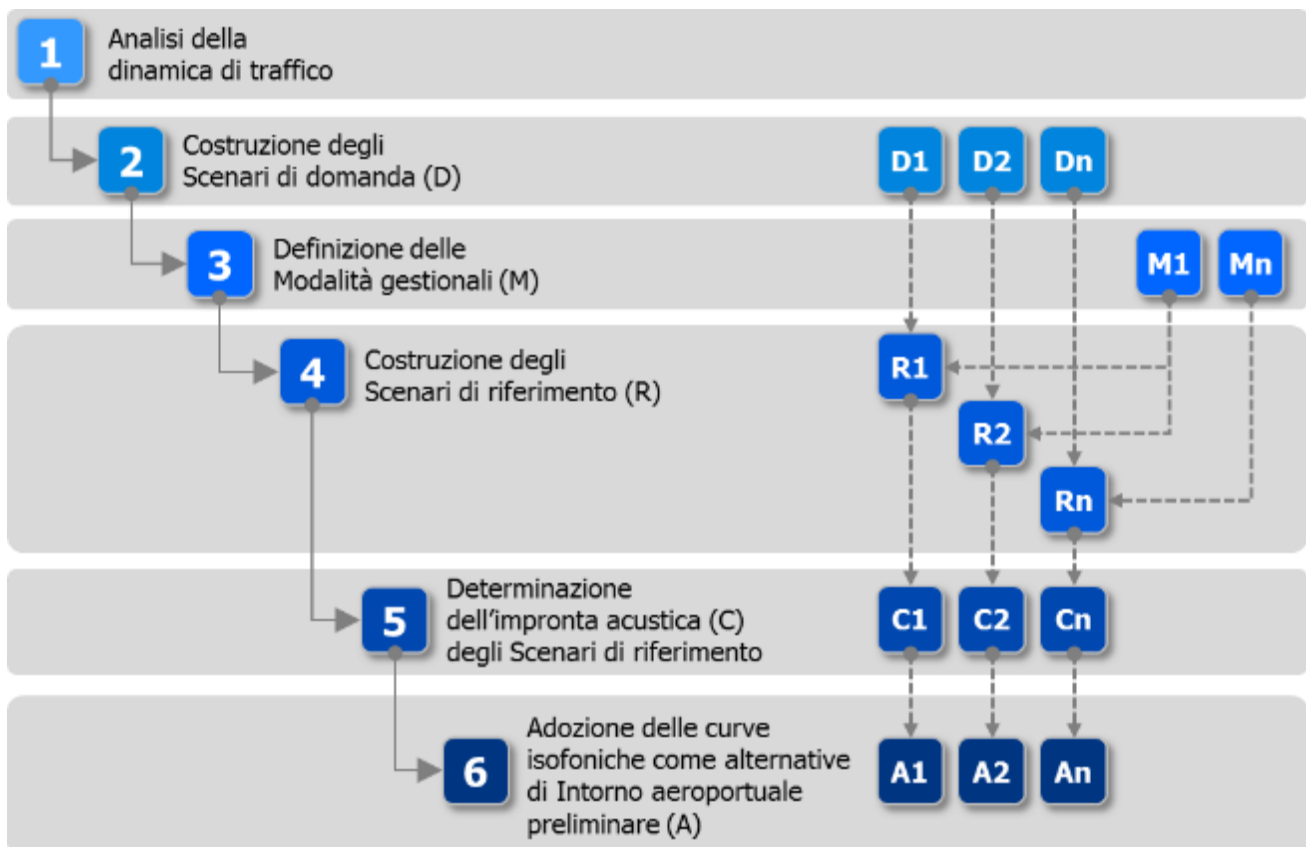 1
Analisi della
dinamica di traffico
2
Costruzione degli
Scenari di domanda (D)
D1 D2 Dn
3
Definizione delle
Modalità gestionali (M)
M1 Mn
4
Costruzione degli
Scenari di riferimento (R)
R1
R2
Rn
5
Determinazione
dell'impronta acustica (C)
degli Scenari di riferimento
C1 C2 Cn
6
Adozione delle curve
isofoniche come alternative
di Intorno aeroportuale
preliminare (A)
A1 A2 An